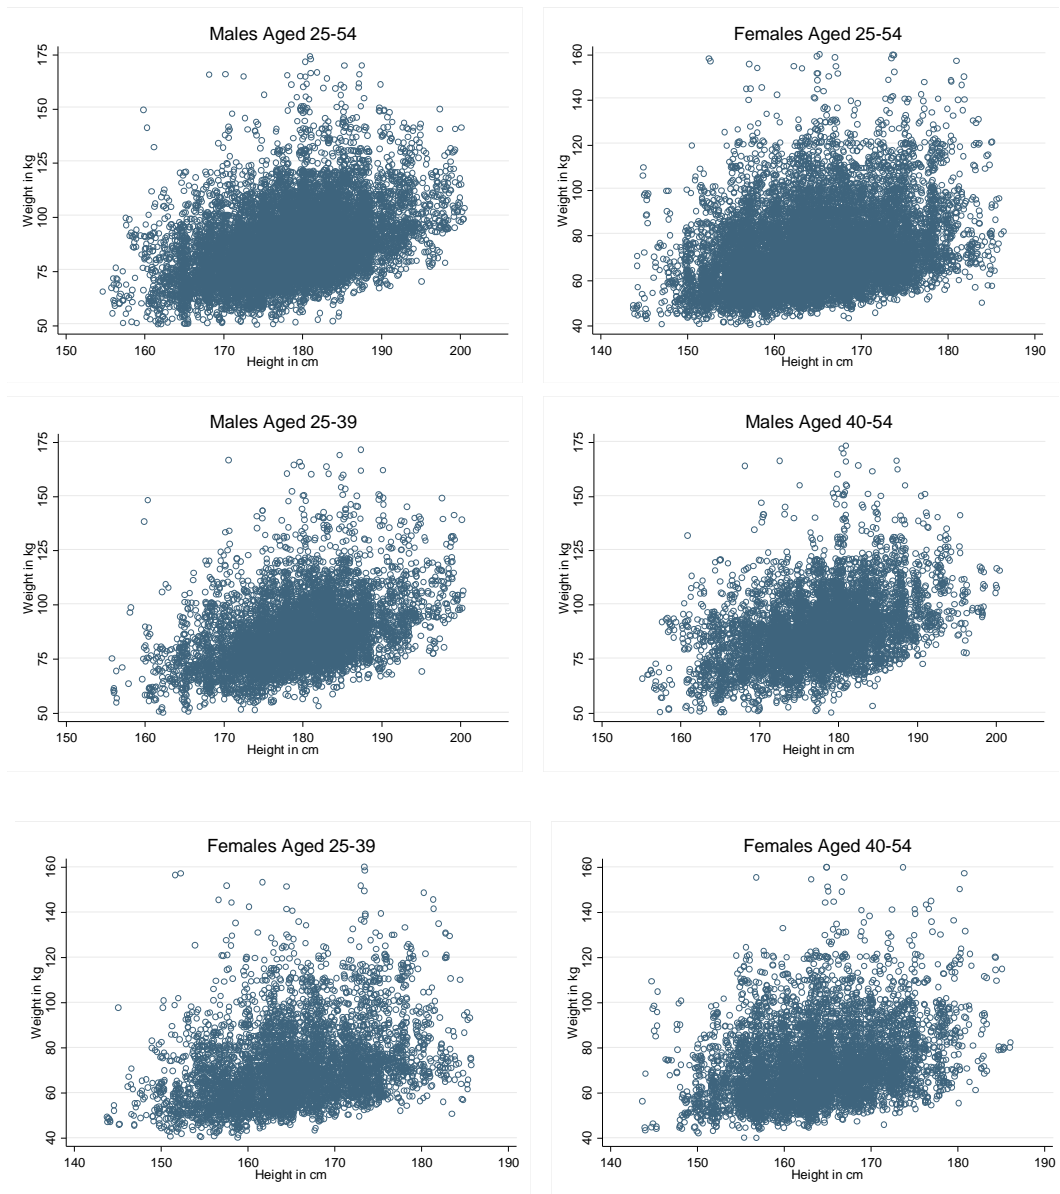 Males Aged 25-54
Weight in kg
175
150
125
100
75
50
150 160 170 180 190 200
Height in cm
Females Aged 25-54
Weight in kg
160
140
120
100
80
60
40
140 150 160 170 180 190
Height in cm
Males Aged 25-39
Weight in kg
175
150
125
100
75
50
150 160 170 180 190 200
Height in cm
Males Aged 40-54
Weight in kg
175
150
125
100
75
50
150 160 170 180 190 200
Height in cm
Females Aged 25-39
Weight in kg
160
140
120
100
80
60
40
140 150 160 170 180 190
Height in cm
Females Aged 40-54
Weight in kg
160
140
120
100
80
60
40
140 150 160 170 180 190
Height in cm